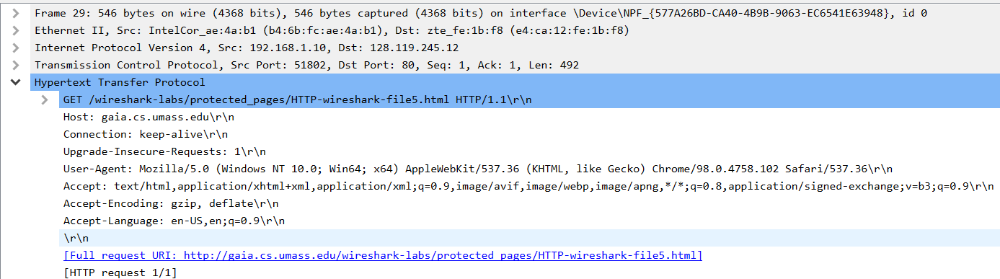 Frame 29: 546 bytes on wire (4368 bits), 546 bytes captured (4368 bits) on interface \Device\NPF_{577A26BD-CA40-4B9B-9063-EC6541E63948}, id 0
Ethernet II, Src: IntelCor_ae:4a:b1 (b4:6b:fc:ae:4a:b1), Dst: zte_fe:1b:f8 (e4:ca:12:fe:1b:f8)
Internet Protocol Version 4, Src: 192.168.1.10, Dst: 128.119.245.12
Transmission Control Protocol, Src Port: 51802, Dst Port: 80, Seq: 1, Ack: 1, Len: 492
Hypertext Transfer Protocol
GET /wireshark-labs/protected_pages/HTTP-wireshark-file5.html HTTP/1.1\r\n
Host: gaia.cs.umass.edu\r\n
Connection: keep-alive\r\n
Upgrade-Insecure-Requests: 1\r\n
User-Agent: Mozilla/5.0 (Windows NT 10.0; Win64; x64) AppleWebKit/537.36 (KHTML, like Gecko) Chrome/98.0.4758.102 Safari/537.36\r\n
Accept: text/html,application/xhtml+xml,application/xml;q=0.9,image/avif,image/webp,image/apng,*/*;q=0.8,application/signed-exchange;v=b3;q=0.9\r\n
Accept-Encoding: gzip, deflate\r\n
Accept-Language: en-US,en;q=0.9\r\n
\r\n
[Full request URI: http://gaia.cs.umass.edu/wireshark-labs/protected_pages/HTTP-wireshark-file5.html]
[HTTP request 1/1]